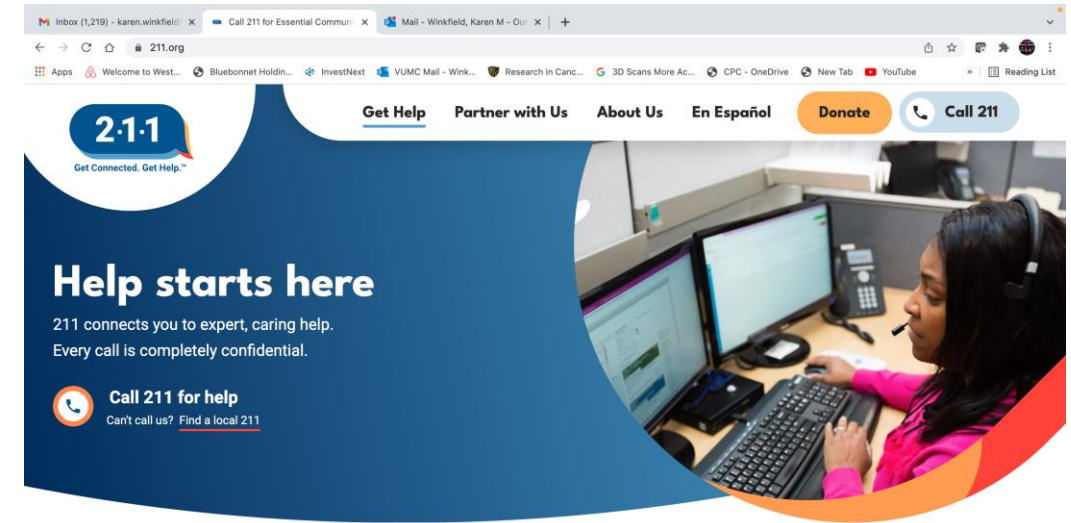 Inbox (1,219) - karen.winkfield
Call 211 for Essential Communi
Mail - Winkfield, Karen M - Out
211.org
Apps
Welcome to West...
Bluebonnet Holdin...
InvestNext
VUMC Mail - Wink...
Research in Canc...
3D Scans More Ac...
CPC - OneDrive
New Tab
YouTube
»
Reading List
2·1·1
Get Connected. Get Help.™
Get Help
Partner with Us
About Us
En Español
Donate
Call 211
Help starts here
211 connects you to expert, caring help.
Every call is completely confidential.
Call 211 for help
Can't call us? Find a local 211